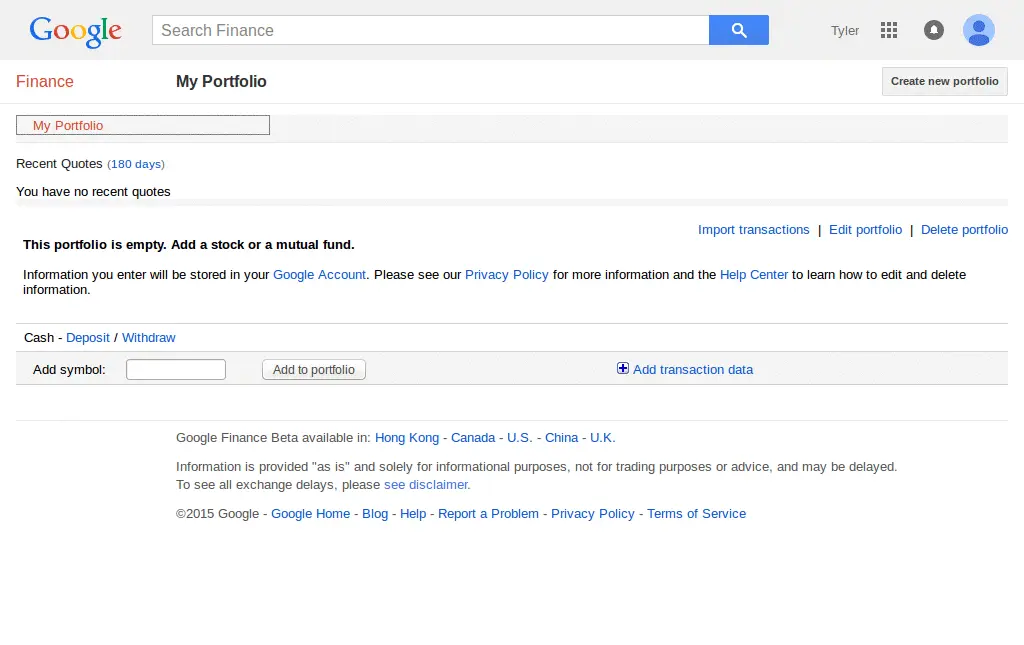 Google
Search Finance
Tyler
Finance
My Portfolio
Create new portfolio
My Portfolio
Recent Quotes (180 days)
You have no recent quotes
Import transactions | Edit portfolio | Delete portfolio
This portfolio is empty. Add a stock or a mutual fund.
Information you enter will be stored in your Google Account. Please see our Privacy Policy for more information and the Help Center to learn how to edit and delete
information.
Cash - Deposit / Withdraw
Add symbol:
Add to portfolio
Add transaction data
Google Finance Beta available in: Hong Kong - Canada - U.S. - China - U.K.
Information is provided "as is" and solely for informational purposes, not for trading purposes or advice, and may be delayed.
To see all exchange delays, please see disclaimer.
©2015 Google - Google Home - Blog - Help - Report a Problem - Privacy Policy - Terms of Service